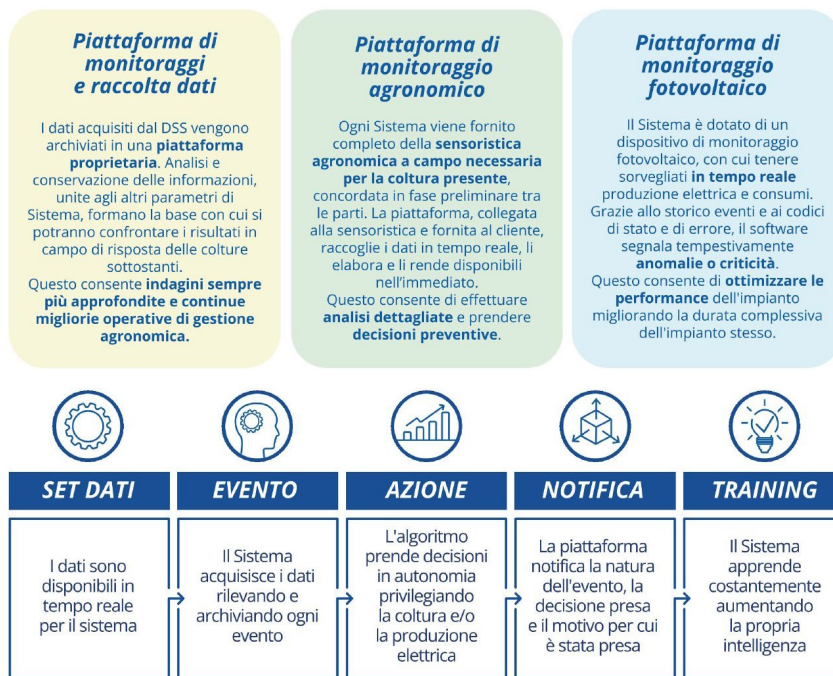 Piattaforma di
monitoraggi
e raccolta dati
I dati acquisiti dal DSS vengono
archiviati in una piattaforma
proprietaria. Analisi e
conservazione delle informazioni,
unite agli altri parametri di
Sistema, formano la base con cui si
potranno confrontare i risultati in
campo di risposta delle colture
sottostanti.
Questo consente indagini sempre
più approfondite e continue
migliorie operative di gestione
agronomica.
Piattaforma di
monitoraggio
agronomico
Ogni Sistema viene fornito
completo della sensoristica
agronomica a campo necessaria
per la coltura presente,
concordata in fase preliminare tra
le parti. La piattaforma, collegata
alla sensoristica e fornita al cliente,
raccoglie i dati in tempo reale, li
elabora e li rende disponibili
nell'immediato.
Questo consente di effettuare
analisi dettagliate e prendere
decisioni preventive.
Piattaforma di
monitoraggio
fotovoltaico
Il Sistema è dotato di un
dispositivo di monitoraggio
fotovoltaico, con cui tenere
sorvegliati in tempo reale
produzione elettrica e consumi.
Grazie allo storico eventi e ai codici
di stato e di errore, il software
segnala tempestivamente
anomalie o criticità.
Questo consente di ottimizzare le
performance dell'impianto
migliorando la durata complessiva
dell'impianto stesso.
SET DATI
I dati sono
disponibili in
tempo reale
per il sistema
EVENTO
Il Sistema
acquisisce i dati
rilevando e
archiviando ogni
evento
AZIONE
L'algoritmo
prende decisioni
in autonomia
privilegiando
la coltura e/o
la produzione
elettrica
NOTIFICA
La piattaforma
notifica la natura
dell'evento, la
decisione presa
e il motivo per cui
è stata presa
TRAINING
Il Sistema
apprende
costantemente
aumentando
la propria
intelligenza